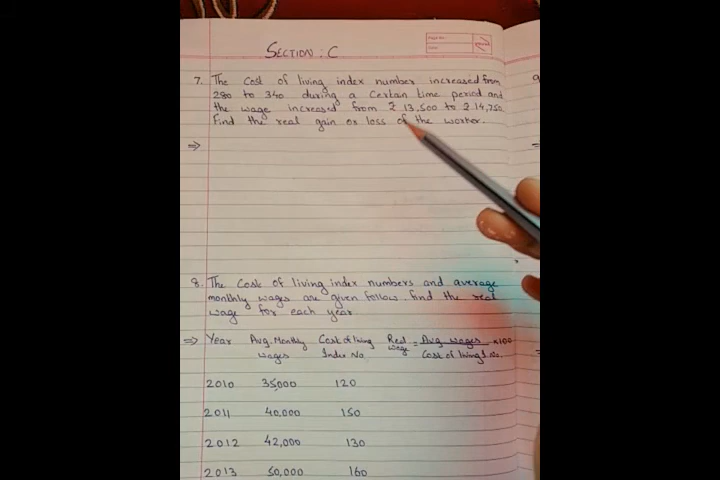 SECTION : C
7. The Cost of living index number increased from
280 to 340 during a Certain time period and
the wage increased from ₹ 13,500 to ₹ 14,750.
Find the real gain or loss of the worker.
⇒
8. The Cost of living index numbers and average
monthly wages are given follow. find the real
wage for each year
⇒ Year Avg. Monthly wages Cost of living Index No. Real wage = Avg wages / Cost of living I. No. ×100
2010 35,000 120
2011 40,000 150
2012 42,000 130
2013 50,000 160